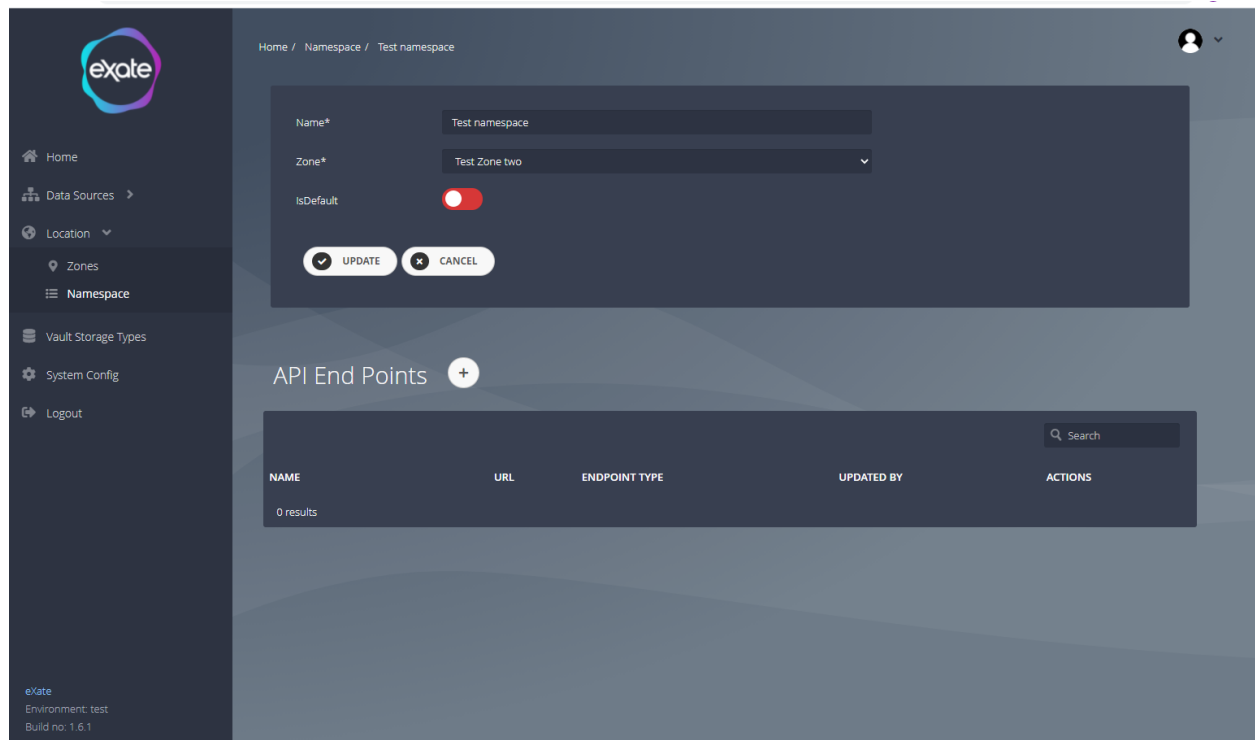 exate
Home / Namespace / Test namespace
Name* Test namespace
Zone* Test Zone two
IsDefault
UPDATE CANCEL
Home
Data Sources
Location
Zones
Namespace
Vault Storage Types
System Config
Logout
API End Points +
Search
NAME URL ENDPOINT TYPE UPDATED BY ACTIONS
0 results
eXate
Environment: test
Build no: 1.6.1